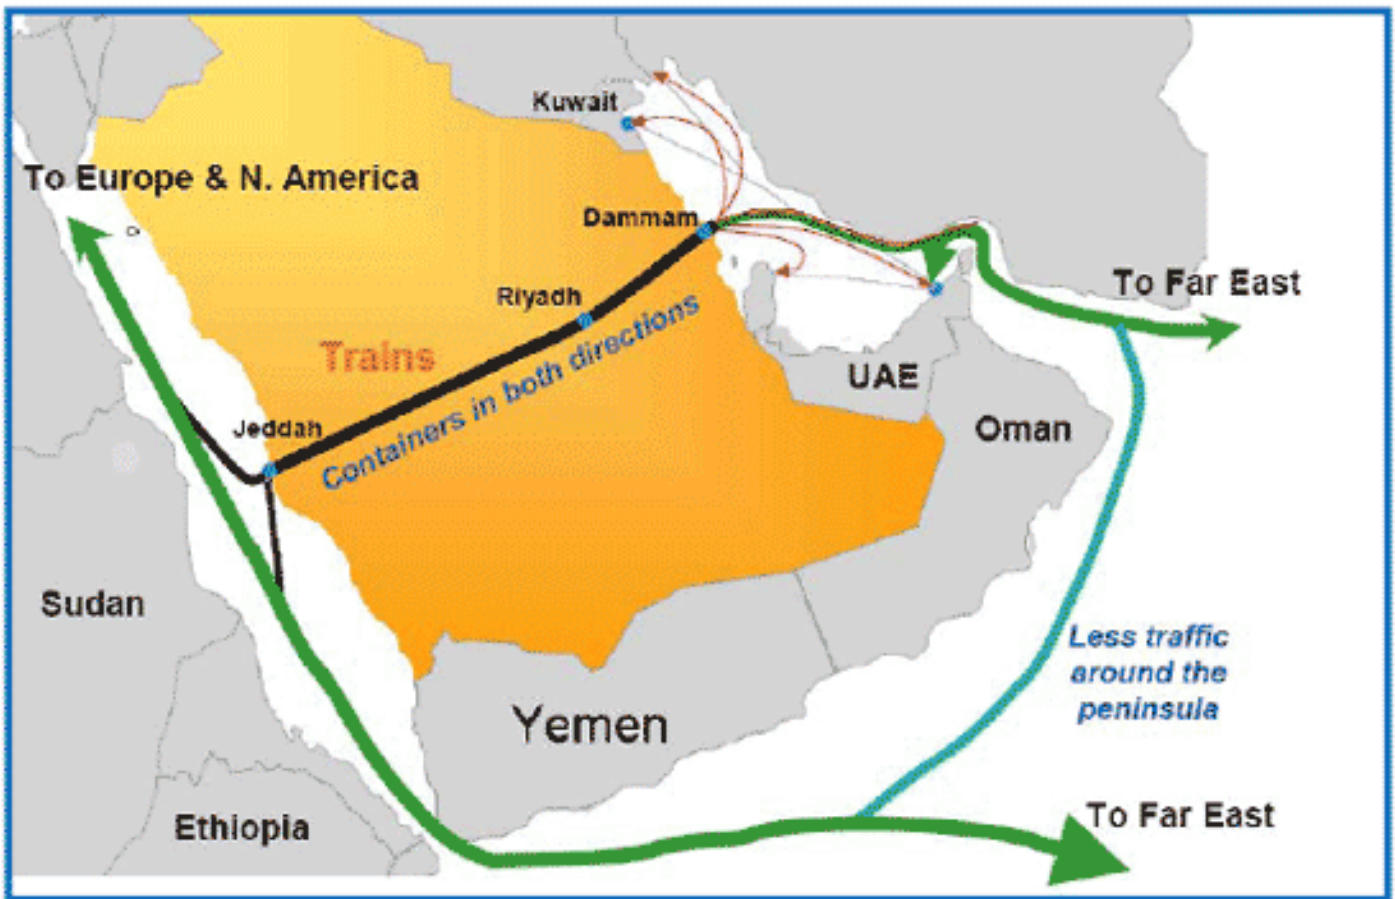 Kuwait
To Europe & N. America
Dammam
To Far East
Riyadh
Trains
Containers in both directions
UAE
Jeddah
Oman
Sudan
Less traffic
around the
peninsula
Yemen
To Far East
Ethiopia